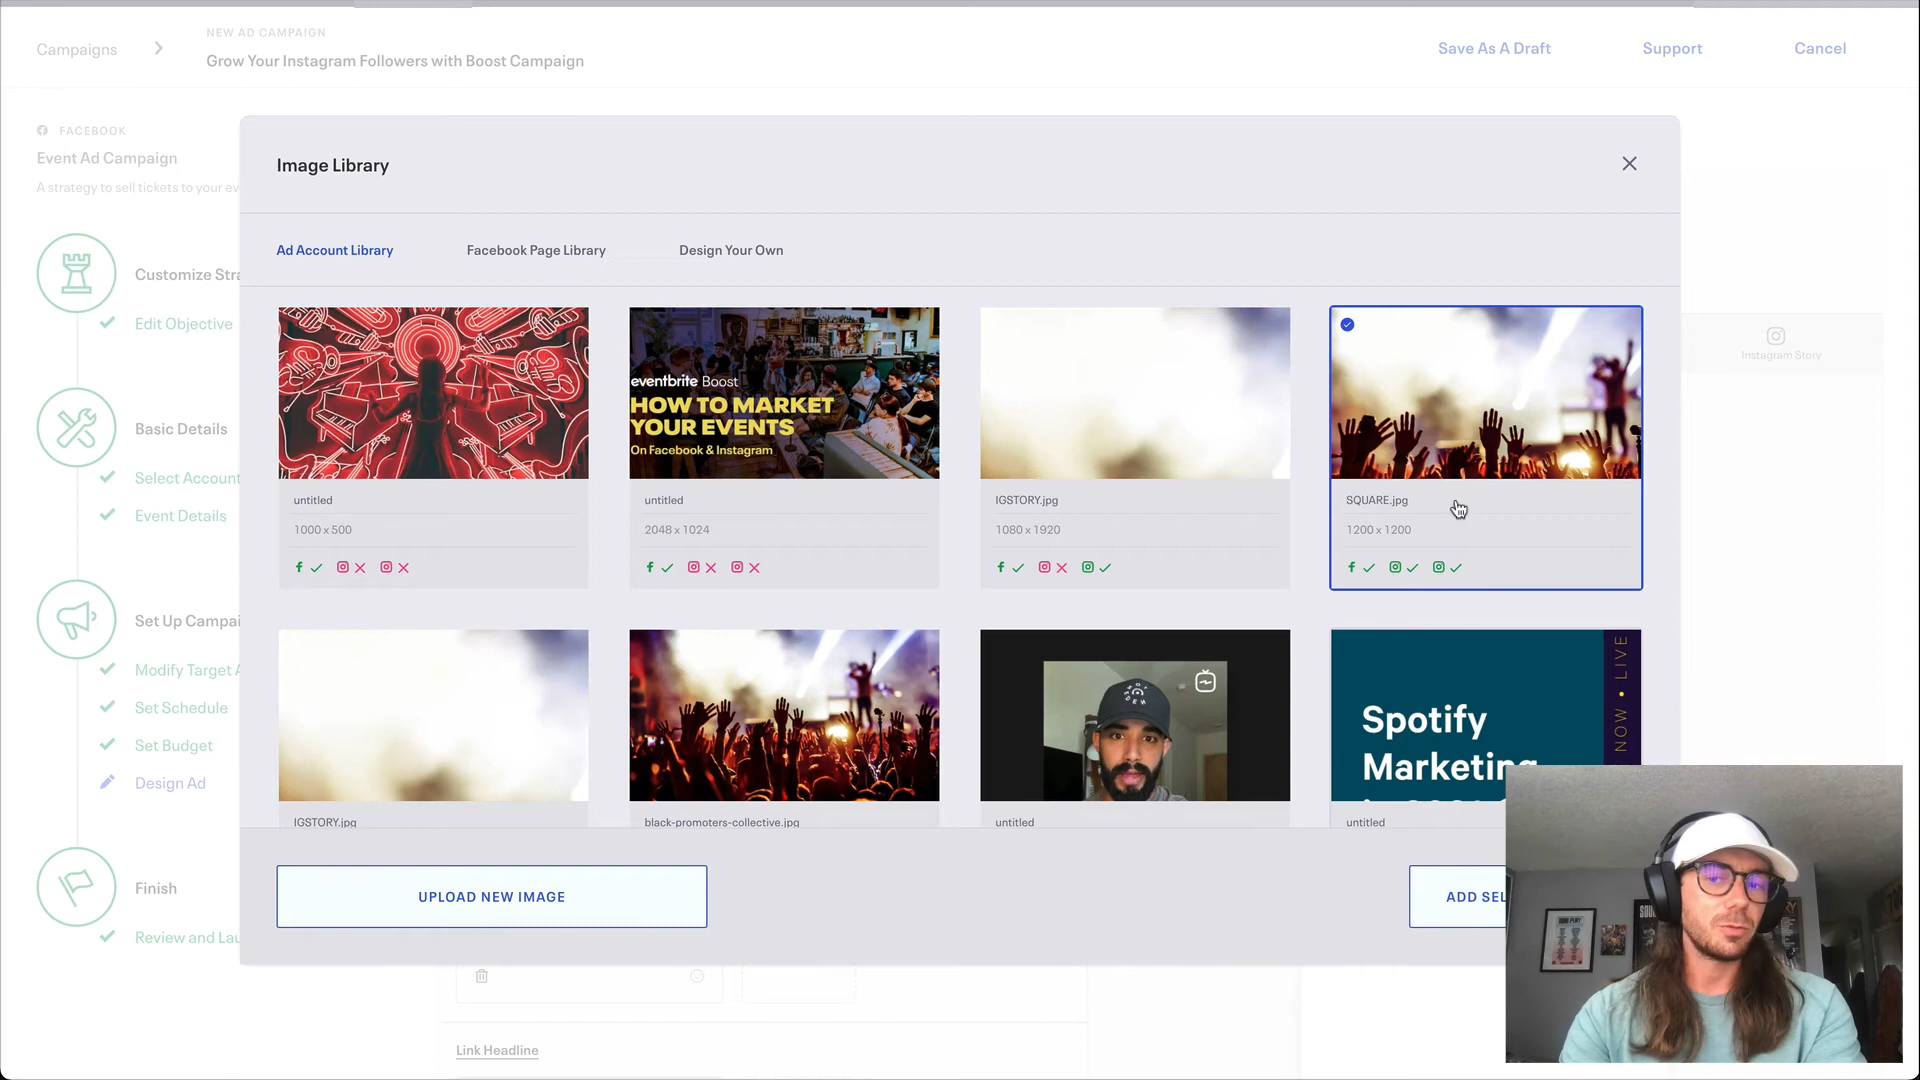 Campaigns
NEW AD CAMPAIGN
Grow Your Instagram Followers with Boost Campaign
Save As A Draft
Support
Cancel
FACEBOOK
Event Ad Campaign
A strategy to sell tickets to your ev
Customize Stra
Edit Objective
Basic Details
Select Account
Event Details
Set Up Campai
Modify Target A
Set Schedule
Set Budget
Design Ad
Finish
Review and Lau
Image Library
Ad Account Library
Facebook Page Library
Design Your Own
eventbrite Boost
HOW TO MARKET
YOUR EVENTS
On Facebook & Instagram
untitled
1000 x 500
untitled
2048 x 1024
IGSTORY.jpg
1080 x 1920
SQUARE.jpg
1200 x 1200
Spotify
Marketing
NOW • LIVE
IGSTORY.jpg
black-promoters-collective.jpg
untitled
untitled
UPLOAD NEW IMAGE
ADD SEL
Instagram Story
Link Headline